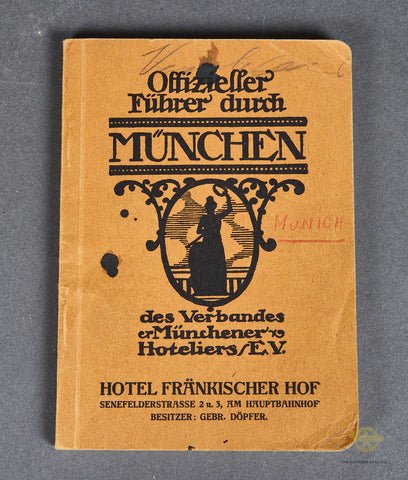 Offizieller
Führer durch
MÜNCHEN
MUNICH
des Verbandes
Münchener
Hoteliers/E.V.
HOTEL FRÄNKISCHER HOF
SENEFELDERSTRASSE 2 u. 3, AM HAUPTBAHNHOF
BESITZER: GEBR. DÖPFER.